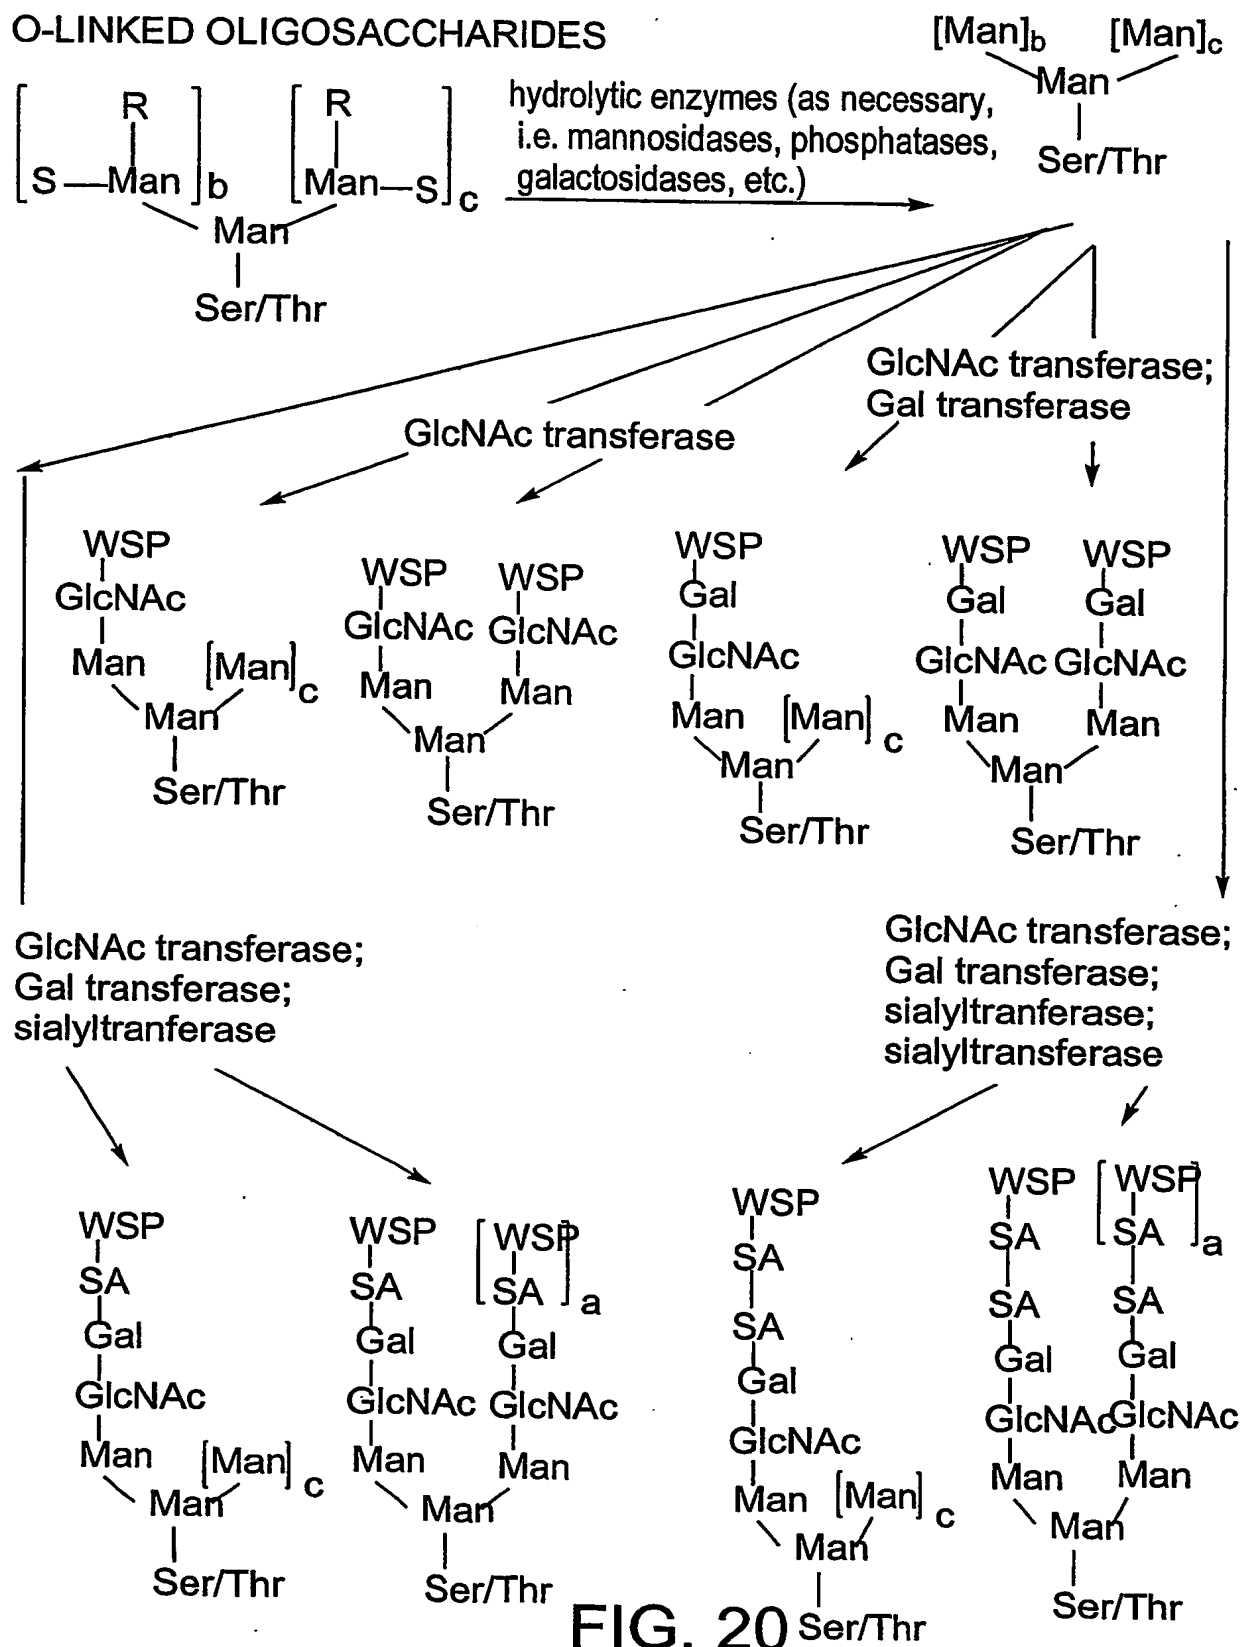 O-LINKED OLIGOSACCHARIDES
[Man]b [Man]c
Man
Ser/Thr
R R
[S—Man]b [Man—S]c
Man
Ser/Thr
hydrolytic enzymes (as necessary,
i.e. mannosidases, phosphatases,
galactosidases, etc.)
GlcNAc transferase;
Gal transferase
GlcNAc transferase
WSP
GlcNAc
Man [Man]c
Man
Ser/Thr
WSP WSP
GlcNAc GlcNAc
Man Man
Man
Ser/Thr
WSP
Gal
GlcNAc
Man [Man]c
Man
Ser/Thr
WSP WSP
Gal Gal
GlcNAc GlcNAc
Man Man
Man
Ser/Thr
GlcNAc transferase;
Gal transferase;
sialyltranferase
GlcNAc transferase;
Gal transferase;
sialyltranferase;
sialyltransferase
WSP
SA
Gal
GlcNAc
Man [Man]c
Man
Ser/Thr
WSP [WSP
SA SA]a
Gal Gal
GlcNAc GlcNAc
Man Man
Man
Ser/Thr
WSP
SA
SA
Gal
GlcNAc
Man [Man]c
Man
Ser/Thr
WSP [WSP
SA SA]a
SA SA
Gal Gal
GlcNAc GlcNAc
Man Man
Man
Ser/Thr
FIG. 20